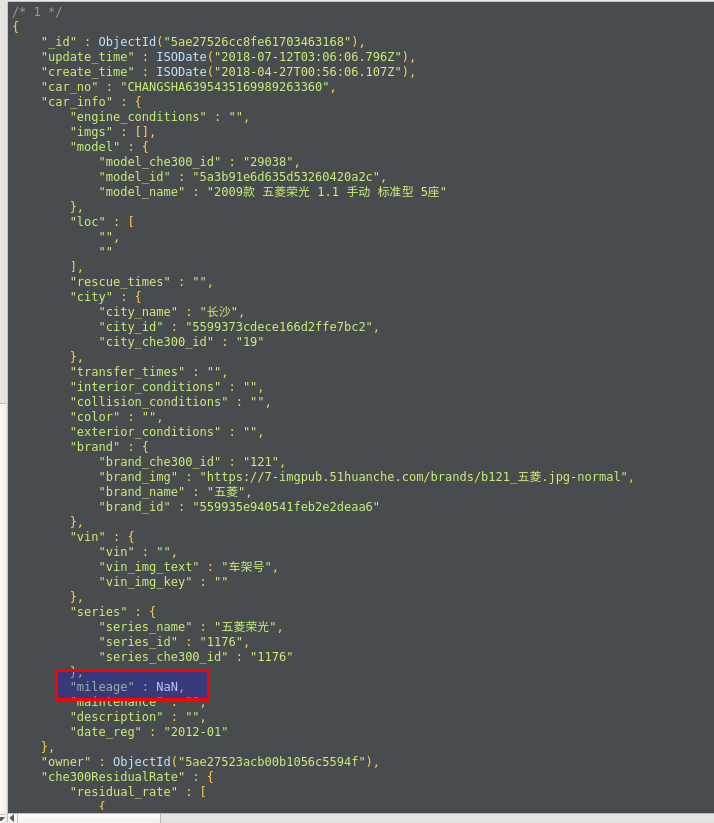 /* 1 */
{
"_id" : ObjectId("5ae27526cc8fe61703463168"),
"update_time" : ISODate("2018-07-12T03:06:06.796Z"),
"create_time" : ISODate("2018-04-27T00:56:06.107Z"),
"car_no" : "CHANGSHA6395435169989263360",
"car_info" : {
"engine_conditions" : "",
"imgs" : [],
"model" : {
"model_che300_id" : "29038",
"model_id" : "5a3b91e6d635d53260420a2c",
"model_name" : "2009款 五菱荣光 1.1 手动 标准型 5座"
},
"loc" : [
"",
""
],
"rescue_times" : "",
"city" : {
"city_name" : "长沙",
"city_id" : "5599373cdece166d2ffe7bc2",
"city_che300_id" : "19"
},
"transfer_times" : "",
"interior_conditions" : "",
"collision_conditions" : "",
"color" : "",
"exterior_conditions" : "",
"brand" : {
"brand_che300_id" : "121",
"brand_img" : "https://7-imgpub.51huanche.com/brands/b121_五菱.jpg-normal",
"brand_name" : "五菱",
"brand_id" : "559935e940541feb2e2deaa6"
},
"vin" : {
"vin" : "",
"vin_img_text" : "车架号",
"vin_img_key" : ""
},
"series" : {
"series_name" : "五菱荣光",
"series_id" : "1176",
"series_che300_id" : "1176"
},
"mileage" : NaN,
"maintenance" : "",
"description" : "",
"date_reg" : "2012-01"
},
"owner" : ObjectId("5ae27523acb00b1056c5594f"),
"che300ResidualRate" : {
"residual_rate" : [
{